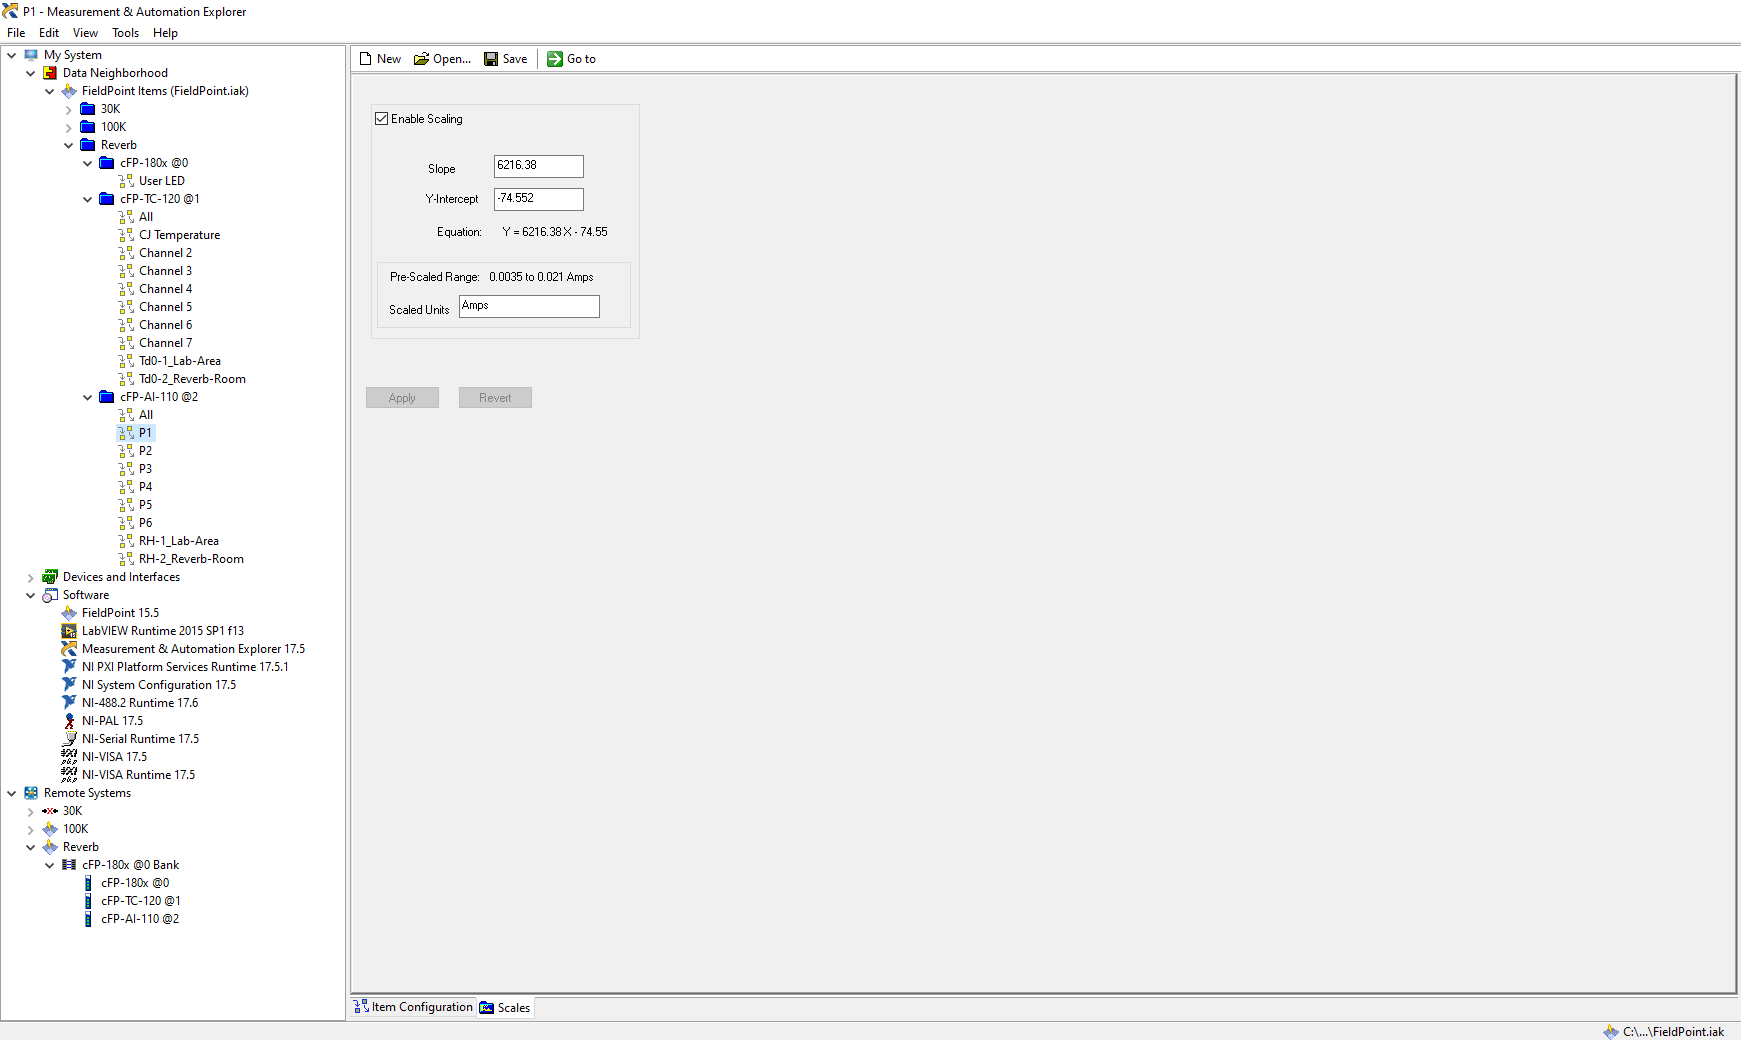 P1 - Measurement & Automation Explorer
File Edit View Tools Help
My System
Data Neighborhood
FieldPoint Items (FieldPoint.iak)
30K
100K
Reverb
cFP-180x @0
User LED
cFP-TC-120 @1
All
CJ Temperature
Channel 2
Channel 3
Channel 4
Channel 5
Channel 6
Channel 7
Td0-1_Lab-Area
Td0-2_Reverb-Room
cFP-AI-110 @2
All
P1
P2
P3
P4
P5
P6
RH-1_Lab-Area
RH-2_Reverb-Room
Devices and Interfaces
Software
FieldPoint 15.5
LabVIEW Runtime 2015 SP1 f13
Measurement & Automation Explorer 17.5
NI PXI Platform Services Runtime 17.5.1
NI System Configuration 17.5
NI-488.2 Runtime 17.6
NI-PAL 17.5
NI-Serial Runtime 17.5
NI-VISA 17.5
NI-VISA Runtime 17.5
Remote Systems
30K
100K
Reverb
cFP-180x @0 Bank
cFP-180x @0
cFP-TC-120 @1
cFP-AI-110 @2
New Open... Save Go to
Enable Scaling
Slope 6216.38
Y-Intercept -74.552
Equation: Y = 6216.38 X - 74.55
Pre-Scaled Range: 0.0035 to 0.021 Amps
Scaled Units Amps
Apply Revert
Item Configuration Scales
C:\...\FieldPoint.iak